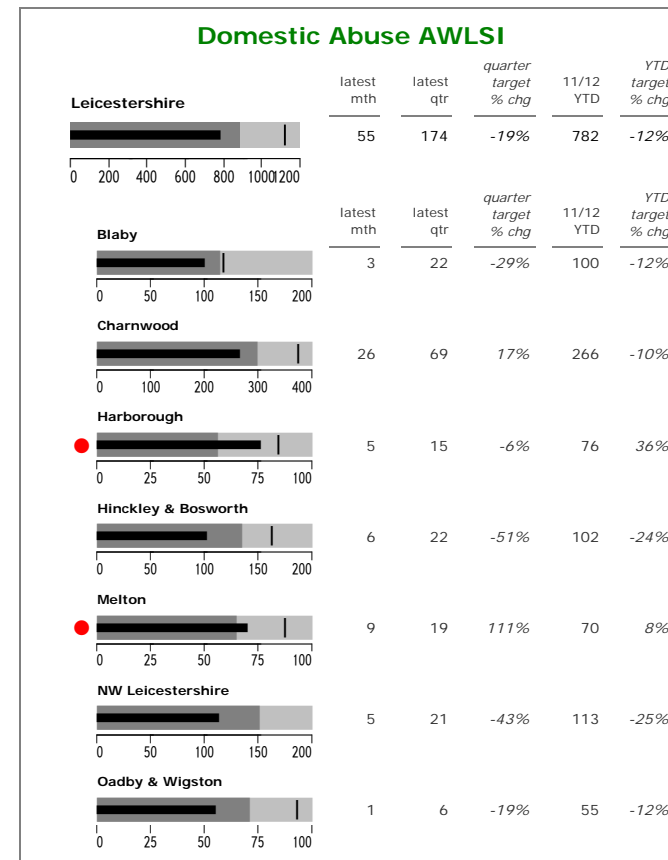 Domestic Abuse AWLSI
Leicestershire
latest mth latest qtr quarter target % chg 11/12 YTD YTD target % chg
55 174 -19% 782 -12%
0 200 400 600 800 1000 1200
latest mth latest qtr quarter target % chg 11/12 YTD YTD target % chg
Blaby
3 22 -29% 100 -12%
0 50 100 150 200
Charnwood
26 69 17% 266 -10%
0 100 200 300 400
Harborough
5 15 -6% 76 36%
0 25 50 75 100
Hinckley & Bosworth
6 22 -51% 102 -24%
0 50 100 150 200
Melton
9 19 111% 70 8%
0 25 50 75 100
NW Leicestershire
5 21 -43% 113 -25%
0 50 100 150 200
Oadby & Wigston
1 6 -19% 55 -12%
0 25 50 75 100